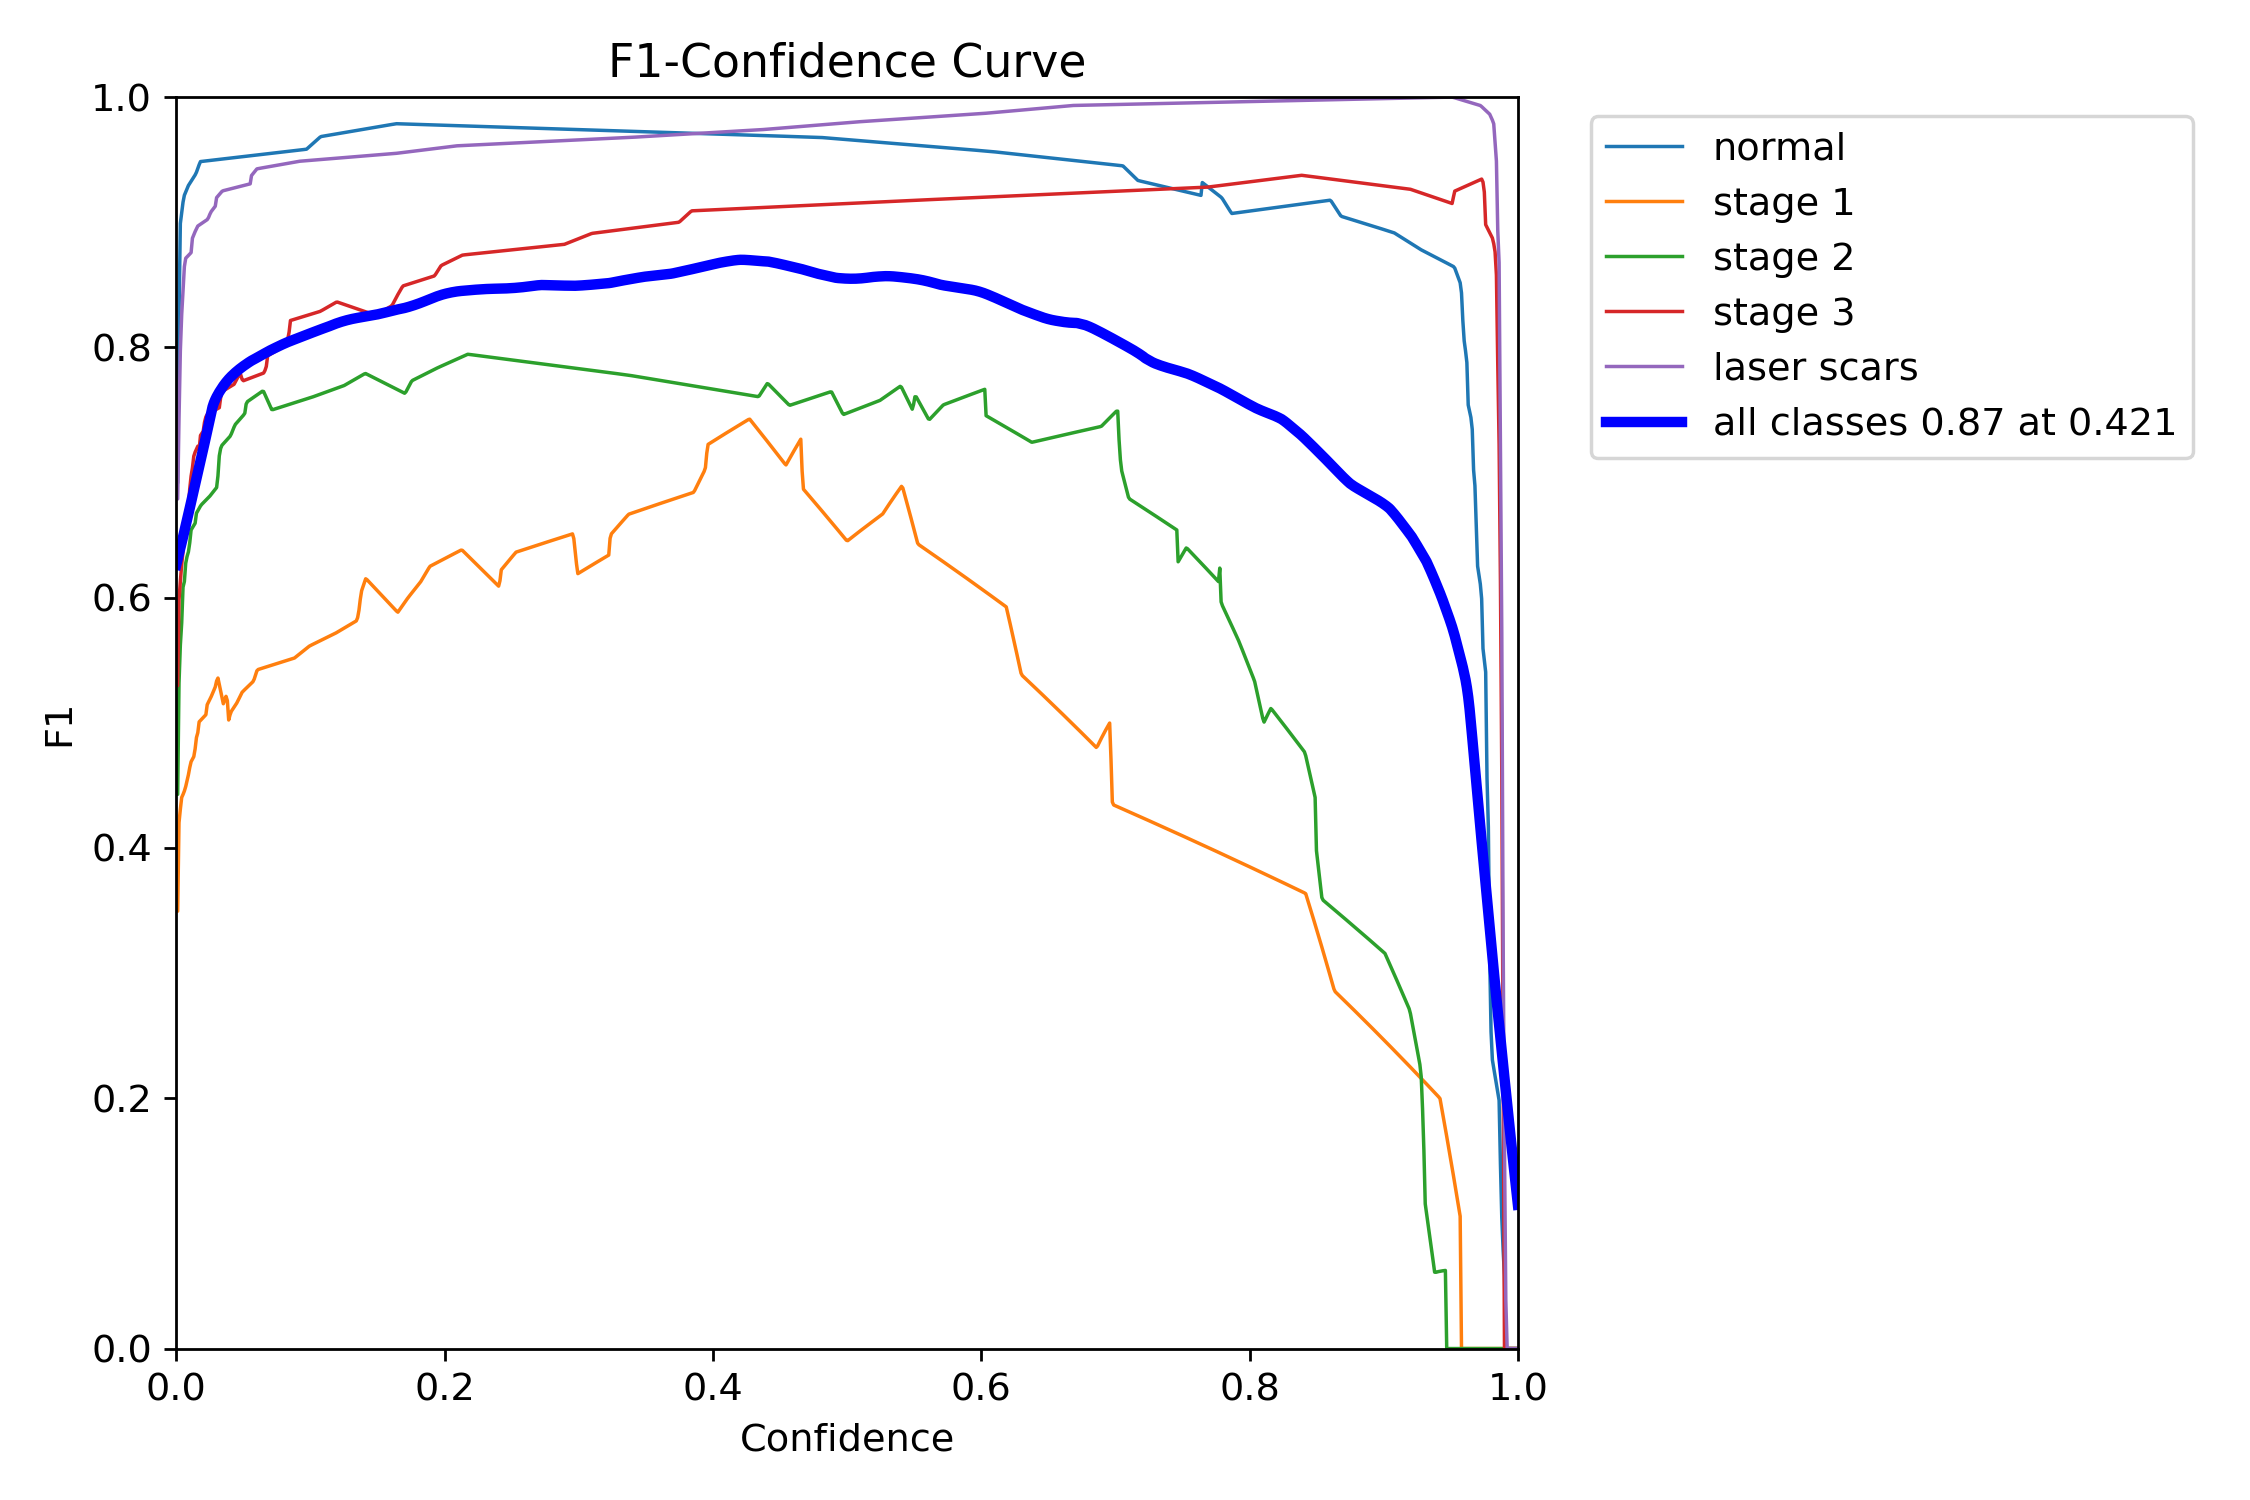 F1-Confidence Curve
1.0
0.8
0.6
0.4
0.2
0.0
F1
0.0 0.2 0.4 0.6 0.8 1.0
Confidence
normal
stage 1
stage 2
stage 3
laser scars
all classes 0.87 at 0.421